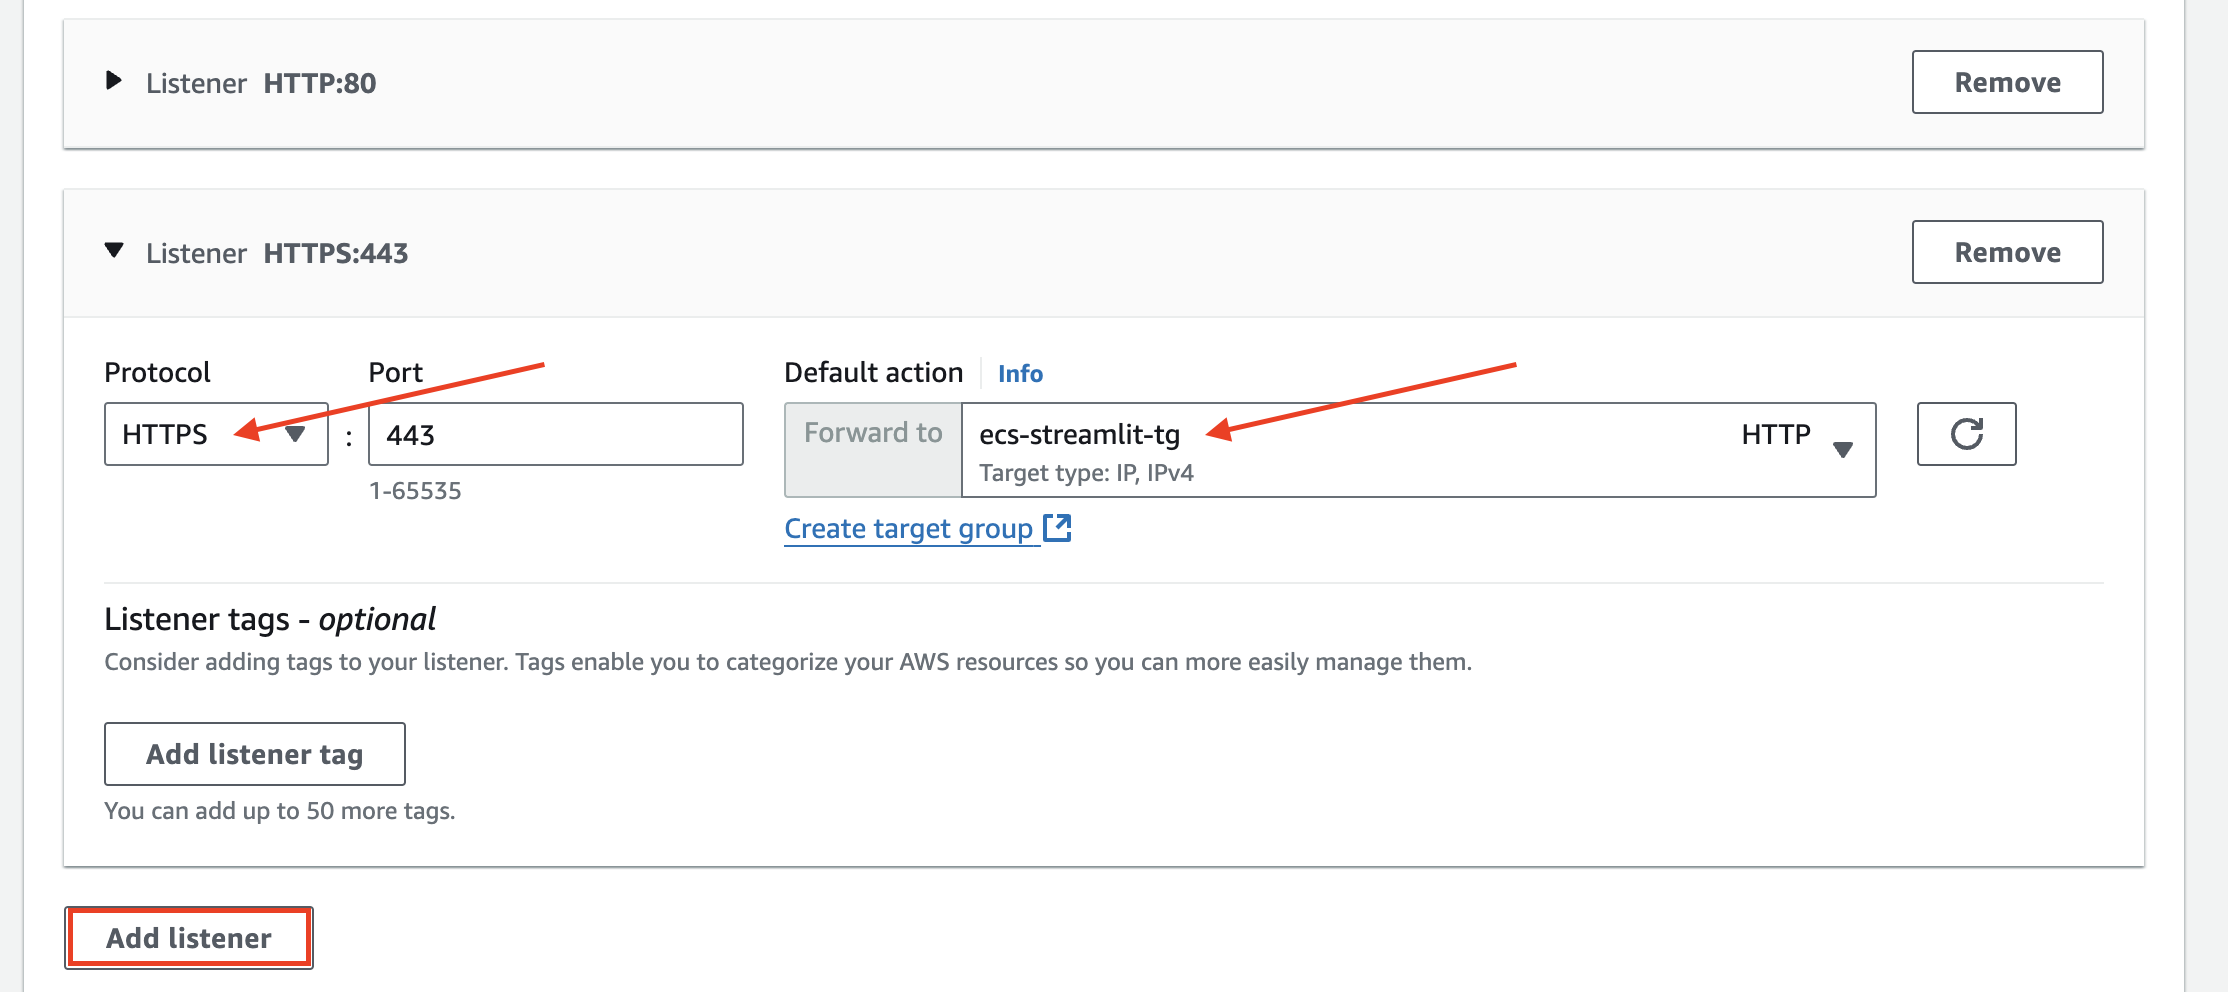 Listener HTTP:80
Remove
Listener HTTPS:443
Remove
Protocol
Port
Default action
Info
HTTPS
:
443
Forward to
ecs-streamlit-tg
HTTP
Target type: IP, IPv4
1-65535
Create target group
Listener tags - optional
Consider adding tags to your listener. Tags enable you to categorize your AWS resources so you can more easily manage them.
Add listener tag
You can add up to 50 more tags.
Add listener